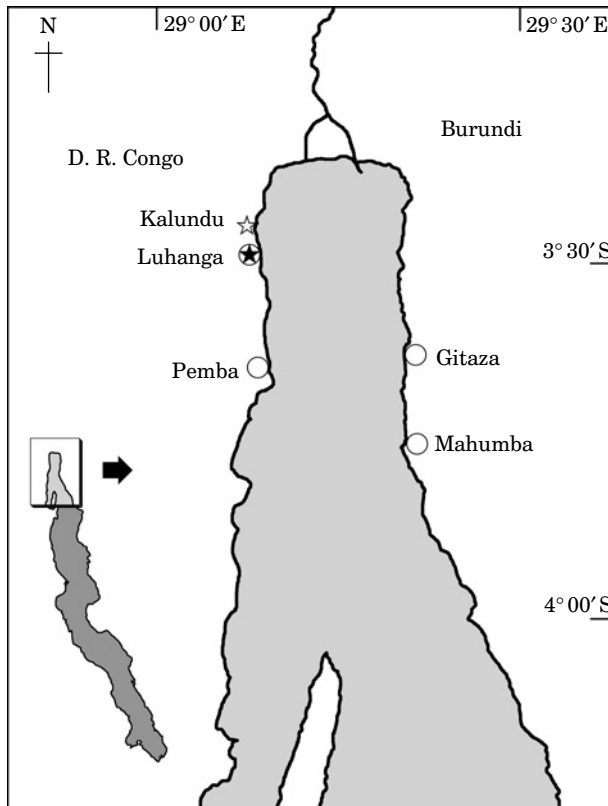 N
29° 00′ E
29° 30′ E
Burundi
D. R. Congo
Kalundu
Luhanga
3° 30′ S
Pemba
Gitaza
Mahumba
4° 00′ S